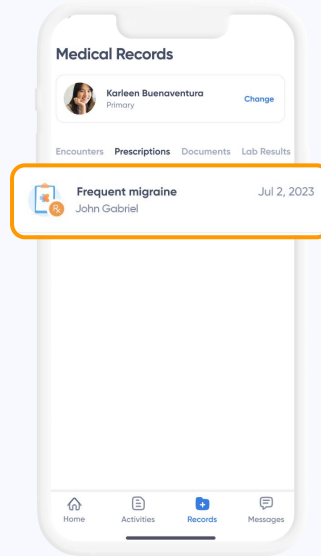 Medical Records
Karleen Buenaventura
Primary
Change
Encounters Prescriptions Documents Lab Results
Frequent migraine Jul 2, 2023
John Gabriel
Rx
Home Activities Records Messages